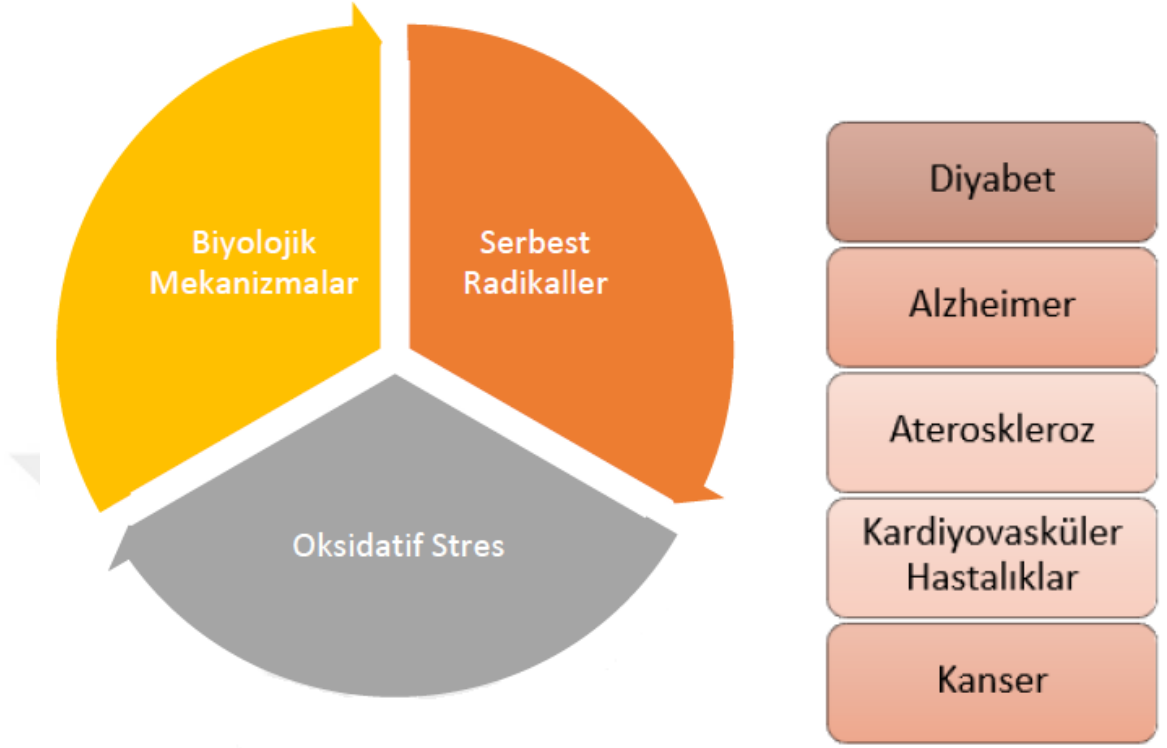 Biyolojik
Mekanizmalar
Serbest
Radikaller
Oksidatif Stres
Diyabet
Alzheimer
Ateroskleroz
Kardiyovasküler
Hastalıklar
Kanser